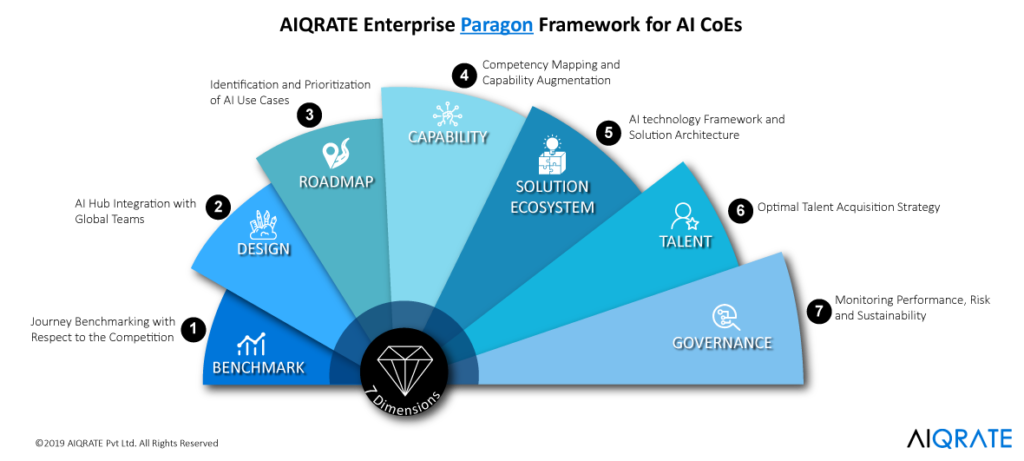 AIQRATE Enterprise Paragon Framework for AI CoEs
1
Journey Benchmarking with
Respect to the Competition
BENCHMARK
2
AI Hub Integration with
Global Teams
DESIGN
3
Identification and Prioritization
of AI Use Cases
ROADMAP
4
Competency Mapping and
Capability Augmentation
CAPABILITY
5
AI technology Framework and
Solution Architecture
SOLUTION
ECOSYSTEM
6
Optimal Talent Acquisition Strategy
TALENT
7
Monitoring Performance, Risk
and Sustainability
GOVERNANCE
7 Dimensions
©2019 AIQRATE Pvt Ltd. All Rights Reserved
AIQRATE